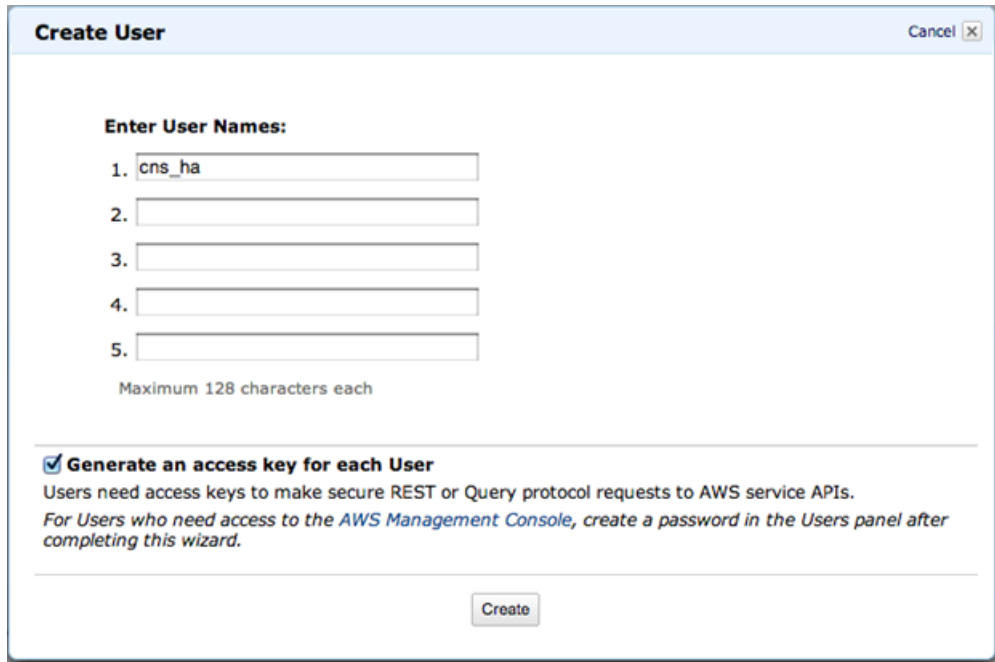 Create User
Cancel
Enter User Names:
1. cns_ha
2.
3.
4.
5.
Maximum 128 characters each
Generate an access key for each User
Users need access keys to make secure REST or Query protocol requests to AWS service APIs.
For Users who need access to the AWS Management Console, create a password in the Users panel after
completing this wizard.
Create